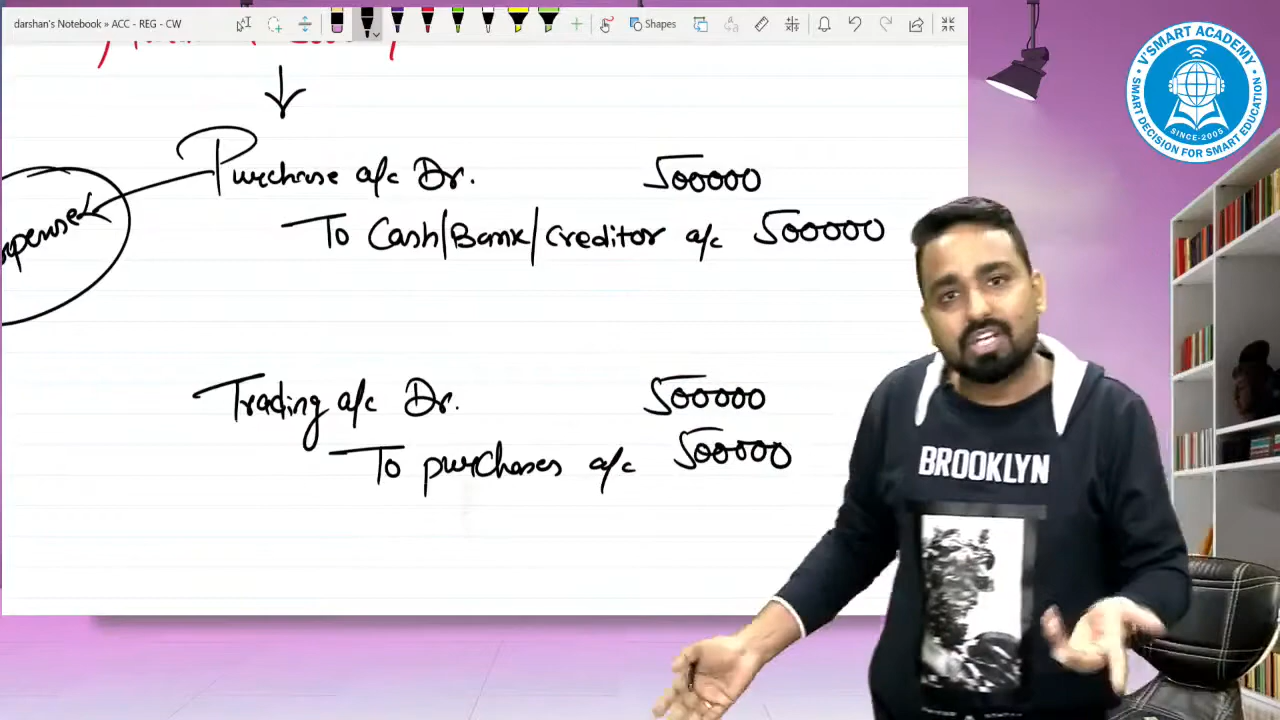 darshan's Notebook » ACC - REG - CW
Shapes
V'SMART ACADEMY
SMART DECISION FOR SMART EDUCATION
SINCE-2005
Purchase a/c Dr. 500000
To Cash/Bank/creditor a/c 500000
Trading a/c Dr. 500000
To purchases a/c 500000
BROOKLYN